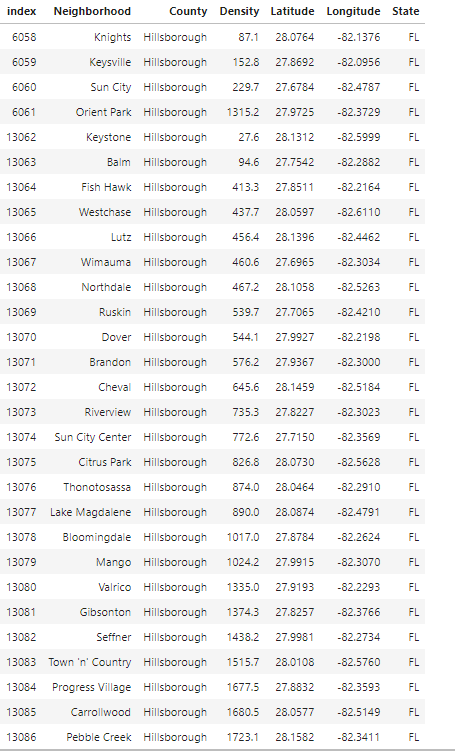 index Neighborhood County Density Latitude Longitude State
6058 Knights Hillsborough 87.1 28.0764 -82.1376 FL
6059 Keysville Hillsborough 152.8 27.8692 -82.0956 FL
6060 Sun City Hillsborough 229.7 27.6784 -82.4787 FL
6061 Orient Park Hillsborough 1315.2 27.9725 -82.3729 FL
13062 Keystone Hillsborough 27.6 28.1312 -82.5999 FL
13063 Balm Hillsborough 94.6 27.7542 -82.2882 FL
13064 Fish Hawk Hillsborough 413.3 27.8511 -82.2164 FL
13065 Westchase Hillsborough 437.7 28.0597 -82.6110 FL
13066 Lutz Hillsborough 456.4 28.1396 -82.4462 FL
13067 Wimauma Hillsborough 460.6 27.6965 -82.3034 FL
13068 Northdale Hillsborough 467.2 28.1058 -82.5263 FL
13069 Ruskin Hillsborough 539.7 27.7065 -82.4210 FL
13070 Dover Hillsborough 544.1 27.9927 -82.2198 FL
13071 Brandon Hillsborough 576.2 27.9367 -82.3000 FL
13072 Cheval Hillsborough 645.6 28.1459 -82.5184 FL
13073 Riverview Hillsborough 735.3 27.8227 -82.3023 FL
13074 Sun City Center Hillsborough 772.6 27.7150 -82.3569 FL
13075 Citrus Park Hillsborough 826.8 28.0730 -82.5628 FL
13076 Thonotosassa Hillsborough 874.0 28.0464 -82.2910 FL
13077 Lake Magdalene Hillsborough 890.0 28.0874 -82.4791 FL
13078 Bloomingdale Hillsborough 1017.0 27.8784 -82.2624 FL
13079 Mango Hillsborough 1024.2 27.9915 -82.3070 FL
13080 Valrico Hillsborough 1335.0 27.9193 -82.2293 FL
13081 Gibsonton Hillsborough 1374.3 27.8257 -82.3766 FL
13082 Seffner Hillsborough 1438.2 27.9981 -82.2734 FL
13083 Town 'n' Country Hillsborough 1515.7 28.0108 -82.5760 FL
13084 Progress Village Hillsborough 1677.5 27.8832 -82.3593 FL
13085 Carrollwood Hillsborough 1680.5 28.0577 -82.5149 FL
13086 Pebble Creek Hillsborough 1723.1 28.1582 -82.3411 FL